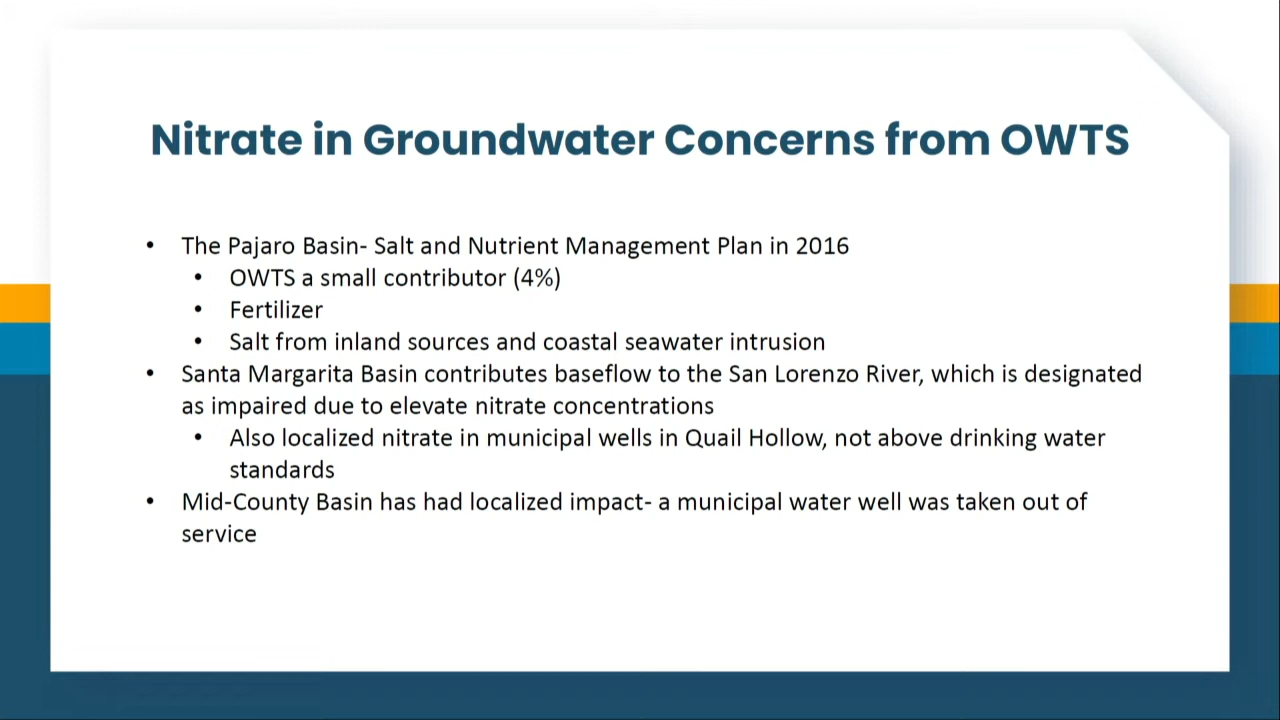 Nitrate in Groundwater Concerns from OWTS
• The Pajaro Basin- Salt and Nutrient Management Plan in 2016
• OWTS a small contributor (4%)
• Fertilizer
• Salt from inland sources and coastal seawater intrusion
• Santa Margarita Basin contributes baseflow to the San Lorenzo River, which is designated
as impaired due to elevate nitrate concentrations
• Also localized nitrate in municipal wells in Quail Hollow, not above drinking water
standards
• Mid-County Basin has had localized impact- a municipal water well was taken out of
service